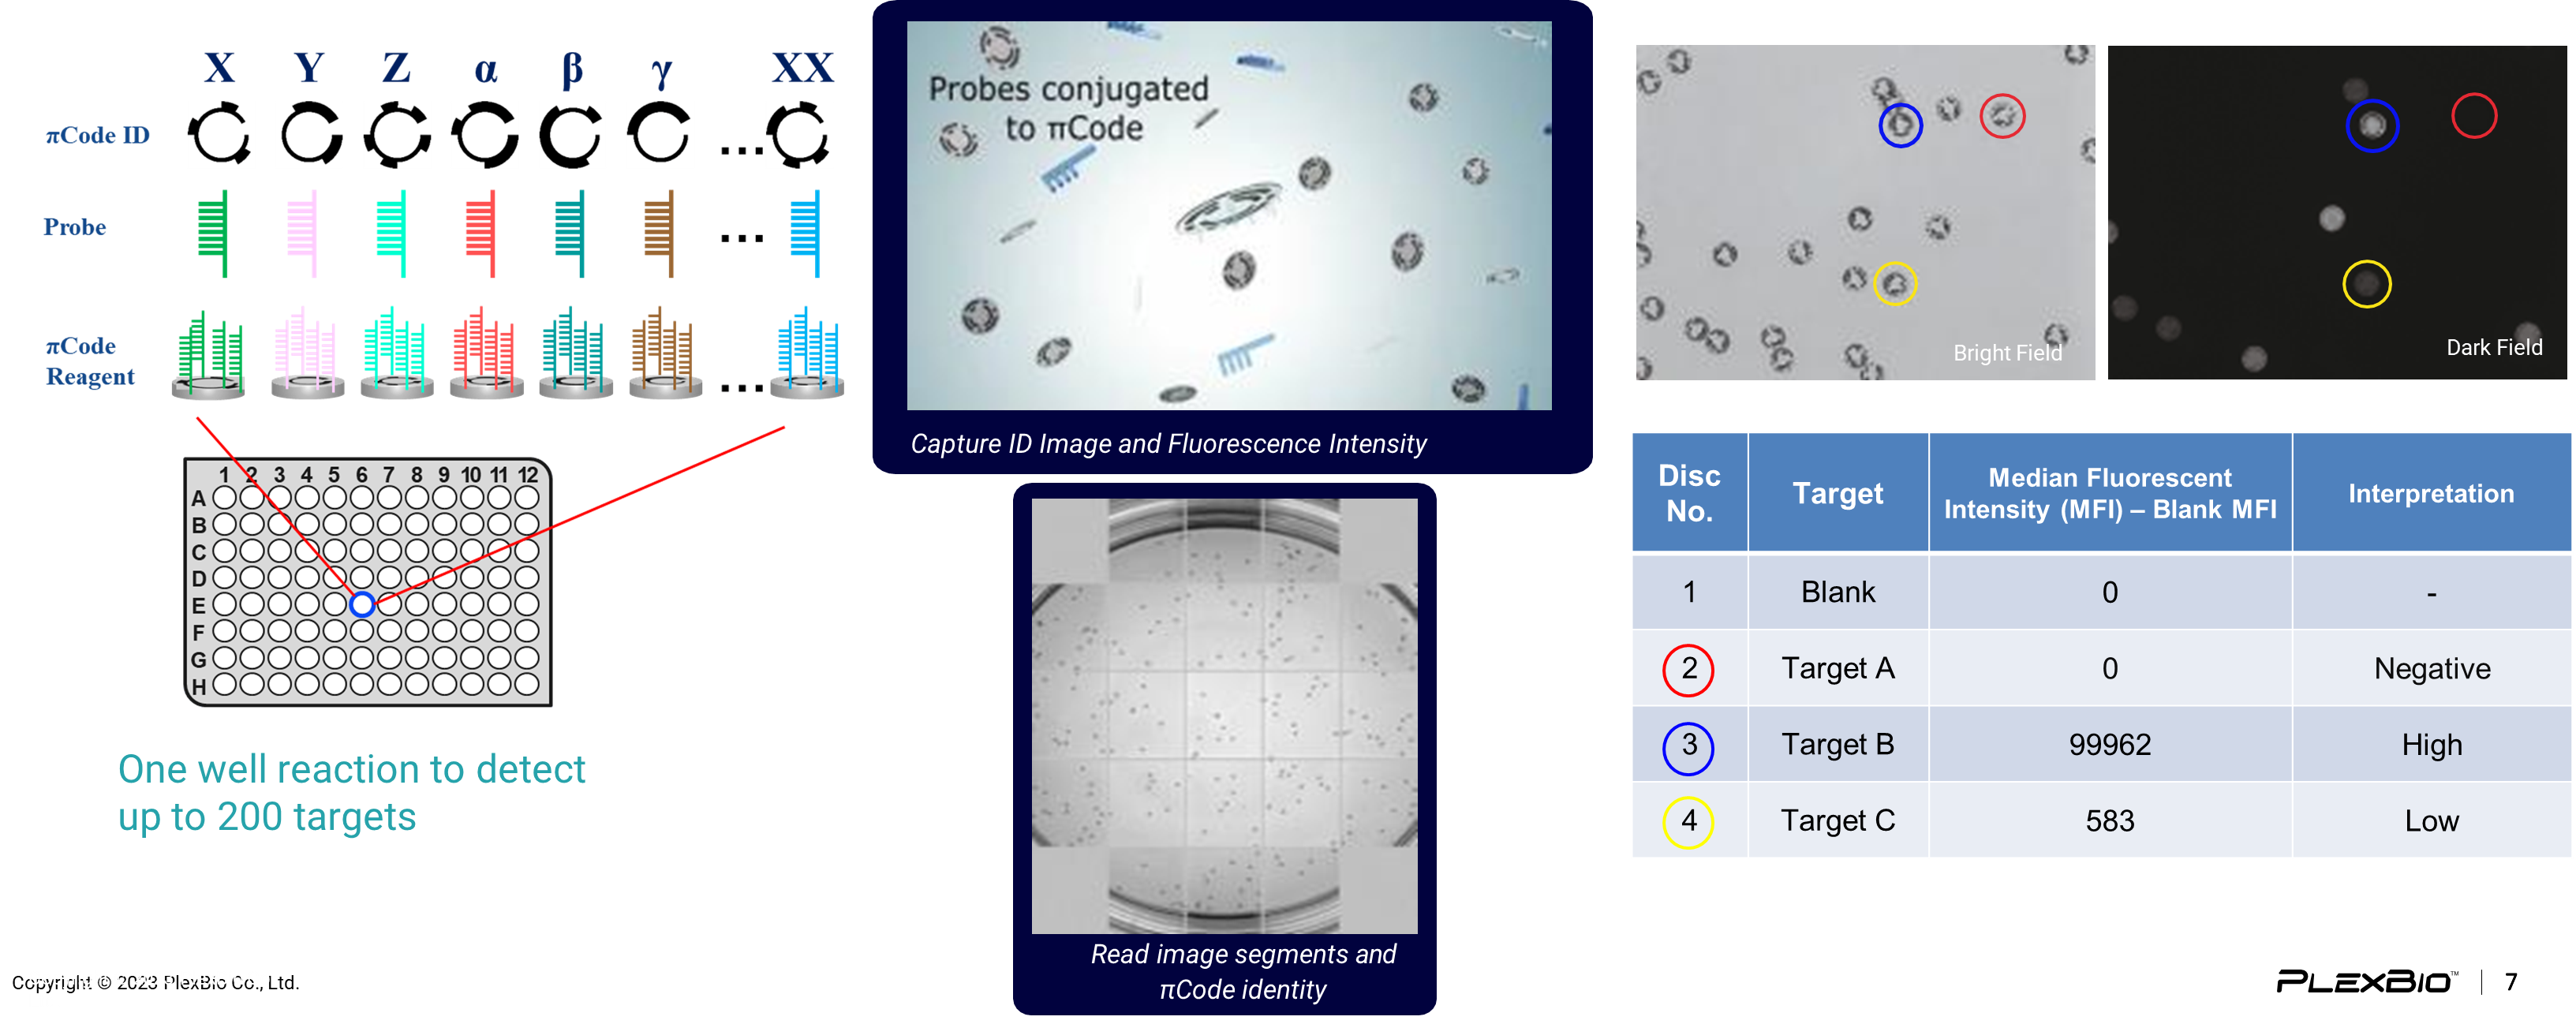 X Y Z α β γ XX
πCode ID
...
Probe
...
πCode
Reagent
...
1 2 3 4 5 6 7 8 9 10 11 12
A
B
C
D
E
F
G
H
One well reaction to detect
up to 200 targets
Probes conjugated
to πCode
Capture ID Image and Fluorescence Intensity
Read image segments and
πCode identity
Bright Field
Dark Field
Disc No. Target Median Fluorescent Intensity (MFI) – Blank MFI Interpretation
1 Blank 0 -
2 Target A 0 Negative
3 Target B 99962 High
4 Target C 583 Low
Copyright © 2023 PlexBio Co., Ltd.
PLEXBIO™ | 7